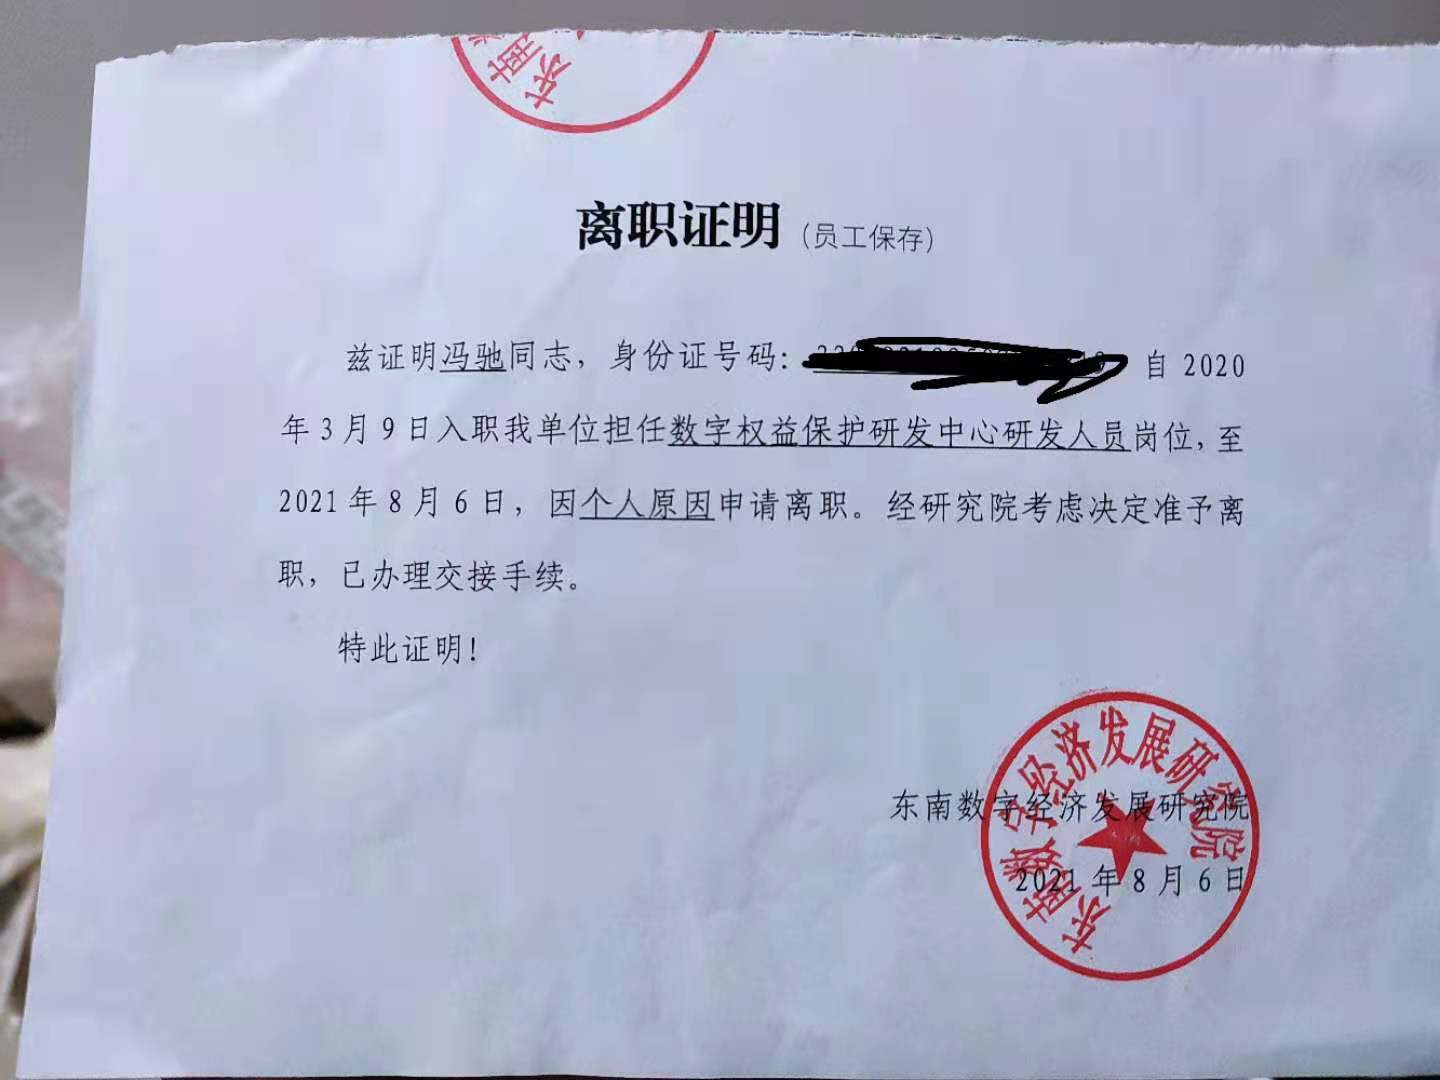 东南
离职证明（员工保存）
兹证明冯驰同志，身份证号码： 自 2020
年 3 月 9 日入职我单位担任数字权益保护研发中心研发人员岗位，至
2021 年 8 月 6 日，因个人原因申请离职。经研究院考虑决定准予离
职，已办理交接手续。
特此证明！
东南数字经济发展研究院
东南数字经济发展研究院
2021 年 8 月 6 日